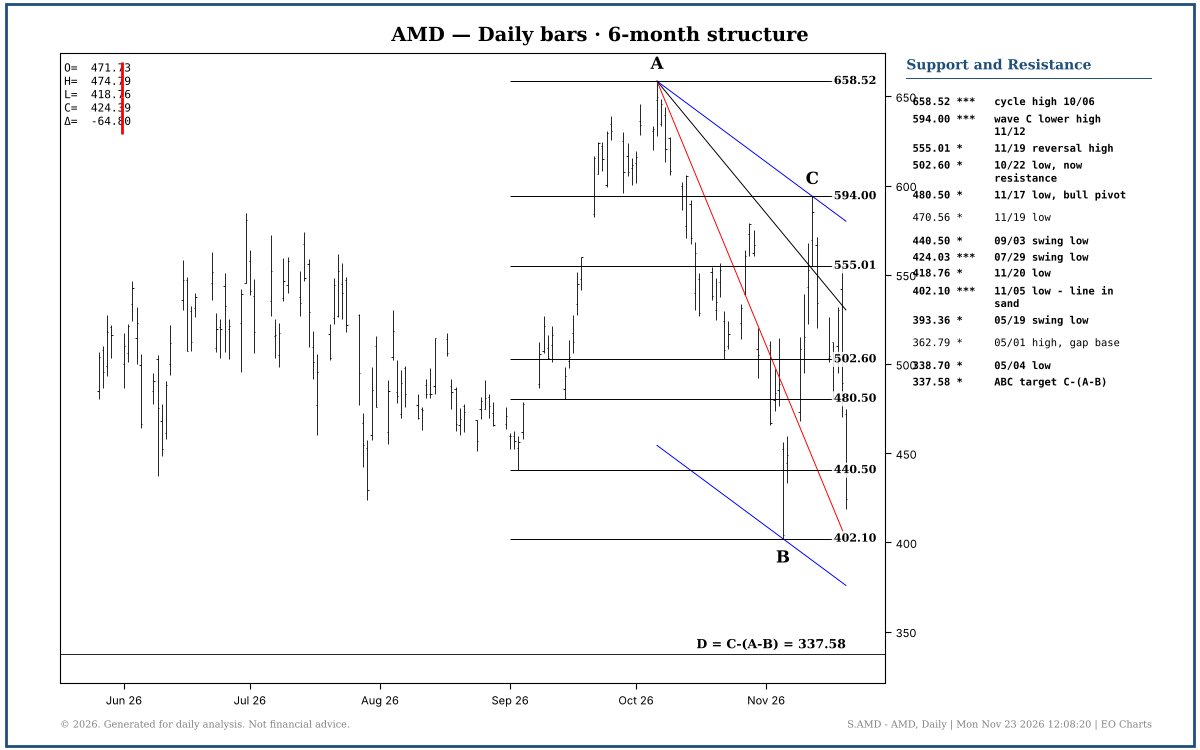 AMD — Daily bars · 6-month structure
O= 471.73
H= 474.79
L= 418.76
C= 424.39
Δ= -64.80
A
658.52
C
594.00
555.01
502.60
480.50
440.50
402.10
B
D = C-(A-B) = 337.58
650
600
550
500
450
400
350
Jun 26 Jul 26 Aug 26 Sep 26 Oct 26 Nov 26
Support and Resistance
658.52 *** cycle high 10/06
594.00 *** wave C lower high
11/12
555.01 * 11/19 reversal high
502.60 * 10/22 low, now
resistance
480.50 * 11/17 low, bull pivot
470.56 * 11/19 low
440.50 * 09/03 swing low
424.03 *** 07/29 swing low
418.76 * 11/20 low
402.10 *** 11/05 low - line in
sand
393.36 * 05/19 swing low
362.79 * 05/01 high, gap base
338.70 * 05/04 low
337.58 * ABC target C-(A-B)
© 2026. Generated for daily analysis. Not financial advice.
S.AMD - AMD, Daily | Mon Nov 23 2026 12:08:20 | EO Charts